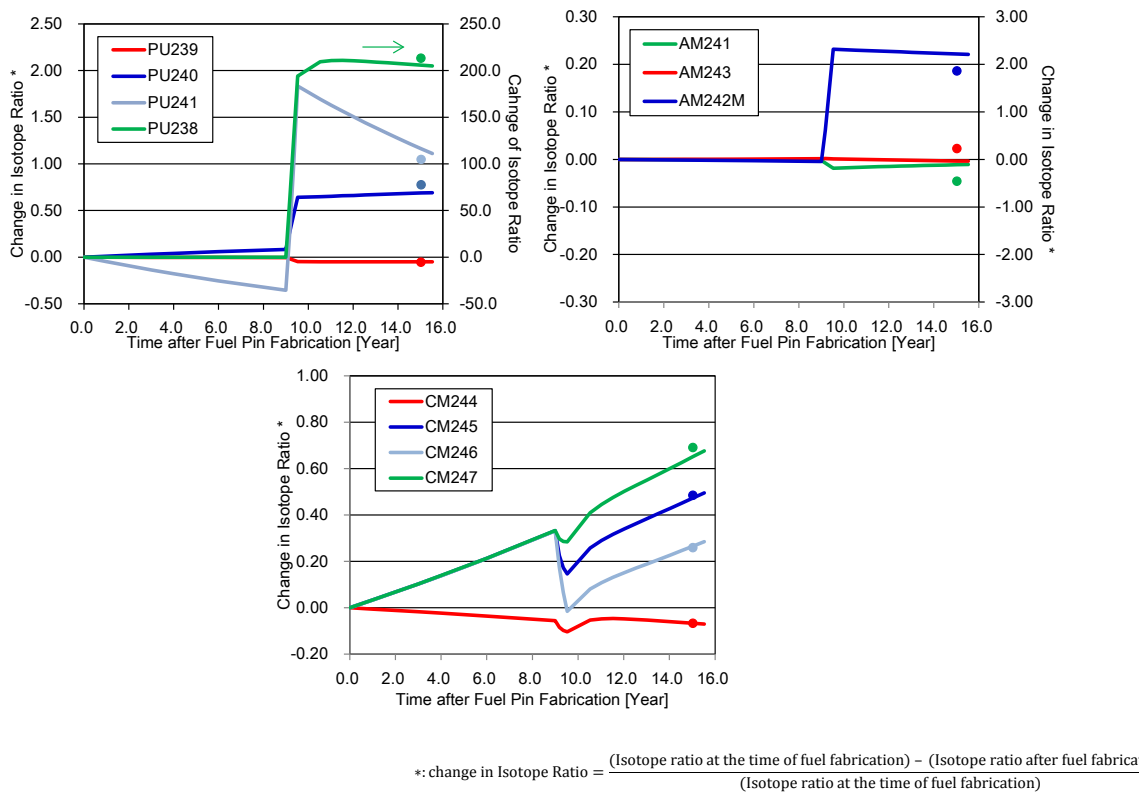 2.50
2.00
1.50
1.00
0.50
0.00
-0.50
250.0
200.0
150.0
100.0
50.0
0.0
-50.0
PU239
PU240
PU241
PU238
Change in Isotope Ratio *
Cahnge of Isotope
Ratio
0.0 2.0 4.0 6.0 8.0 10.0 12.0 14.0 16.0
Time after Fuel Pin Fabrication [Year]
0.30
0.20
0.10
0.00
-0.10
-0.20
-0.30
3.00
2.00
1.00
0.00
-1.00
-2.00
-3.00
AM241
AM243
AM242M
Change in Isotope Ratio *
Change in Isotope
Ratio *
0.0 2.0 4.0 6.0 8.0 10.0 12.0 14.0 16.0
Time after Fuel Pin Fabrication [Year]
1.00
0.80
0.60
0.40
0.20
0.00
-0.20
CM244
CM245
CM246
CM247
Change in Isotope Ratio *
0.0 2.0 4.0 6.0 8.0 10.0 12.0 14.0 16.0
Time after Fuel Pin Fabrication [Year]
(Isotope ratio at the time of fuel fabrication) – (Isotope ratio after fuel fabrica
*: change in Isotope Ratio =
(Isotope ratio at the time of fuel fabrication)